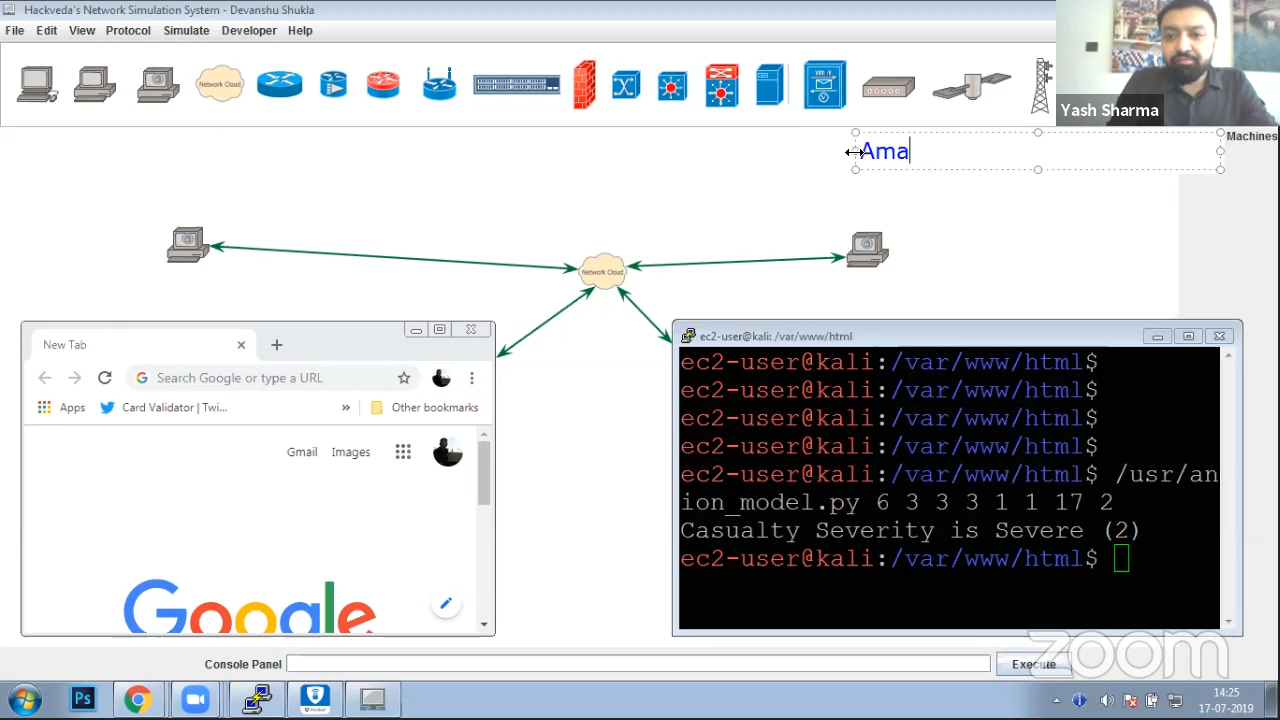 Hackveda's Network Simulation System - Devanshu Shukla
File Edit View Protocol Simulate Developer Help
Network Cloud
Yash Sharma
Machines
Ama
Network Cloud
New Tab
Search Google or type a URL
Apps Card Validator | Twi... » Other bookmarks
Gmail Images
Google
ec2-user@kali: /var/www/html
ec2-user@kali:/var/www/html$
ec2-user@kali:/var/www/html$
ec2-user@kali:/var/www/html$
ec2-user@kali:/var/www/html$
ec2-user@kali:/var/www/html$ /usr/an
ion_model.py 6 3 3 3 1 1 17 2
Casualty Severity is Severe (2)
ec2-user@kali:/var/www/html$
Console Panel Execute
zoom
Ps
14:25
17-07-2019